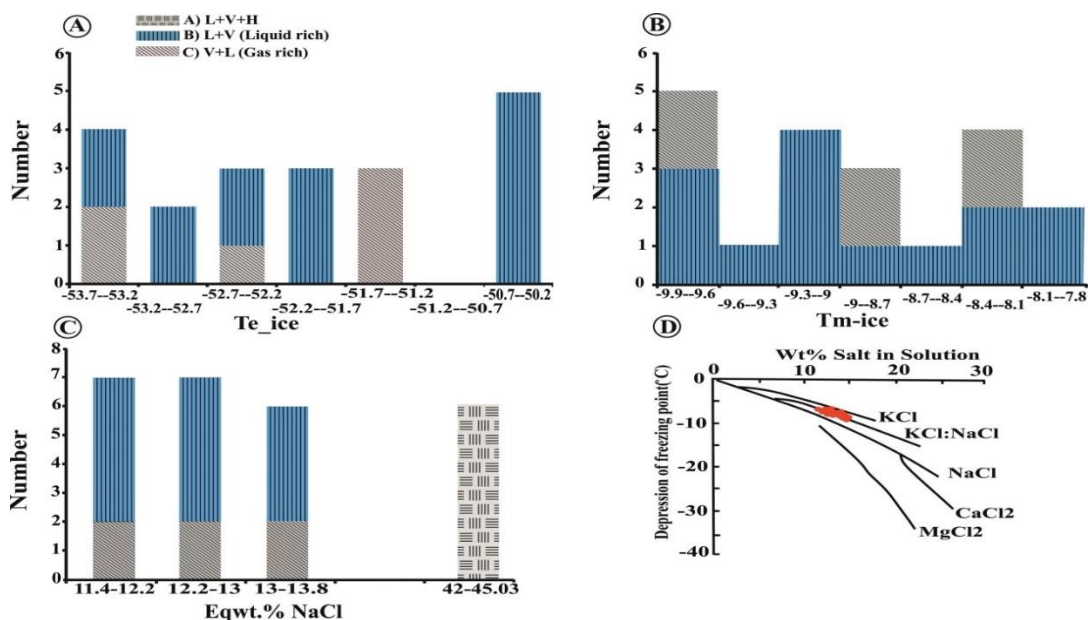 A
A) L+V+H
B) L+V (Liquid rich)
C) V+L (Gas rich)
Number
6
5
4
3
2
1
0
-53.7--53.2
-53.2--52.7
-52.7--52.2
-52.2--51.7
-51.7--51.2
-51.2--50.7
-50.7--50.2
Te_ice
B
Number
6
5
4
3
2
1
0
-9.9--9.6
-9.6--9.3
-9.3--9
-9--8.7
-8.7--8.4
-8.4--8.1
-8.1--7.8
Tm-ice
C
Number
8
7
6
5
4
3
2
1
0
11.4-12.2
12.2-13
13-13.8
42-45.03
Eqwt.% NaCl
D
Wt% Salt in Solution
0 10 20 30
Depression of freezing point(°C)
0
-10
-20
-30
-40
KCl
KCl:NaCl
NaCl
CaCl2
MgCl2